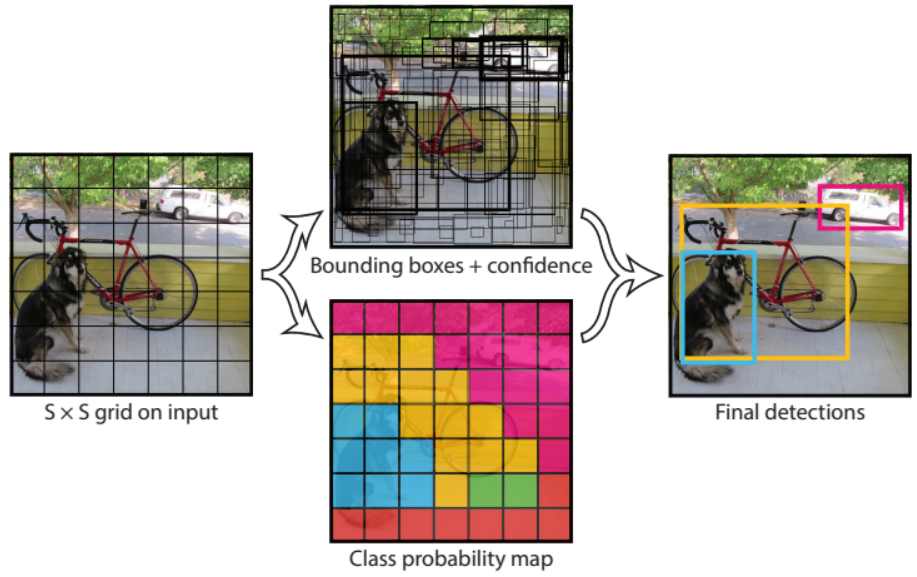 Bounding boxes + confidence
S × S grid on input
Final detections
Class probability map